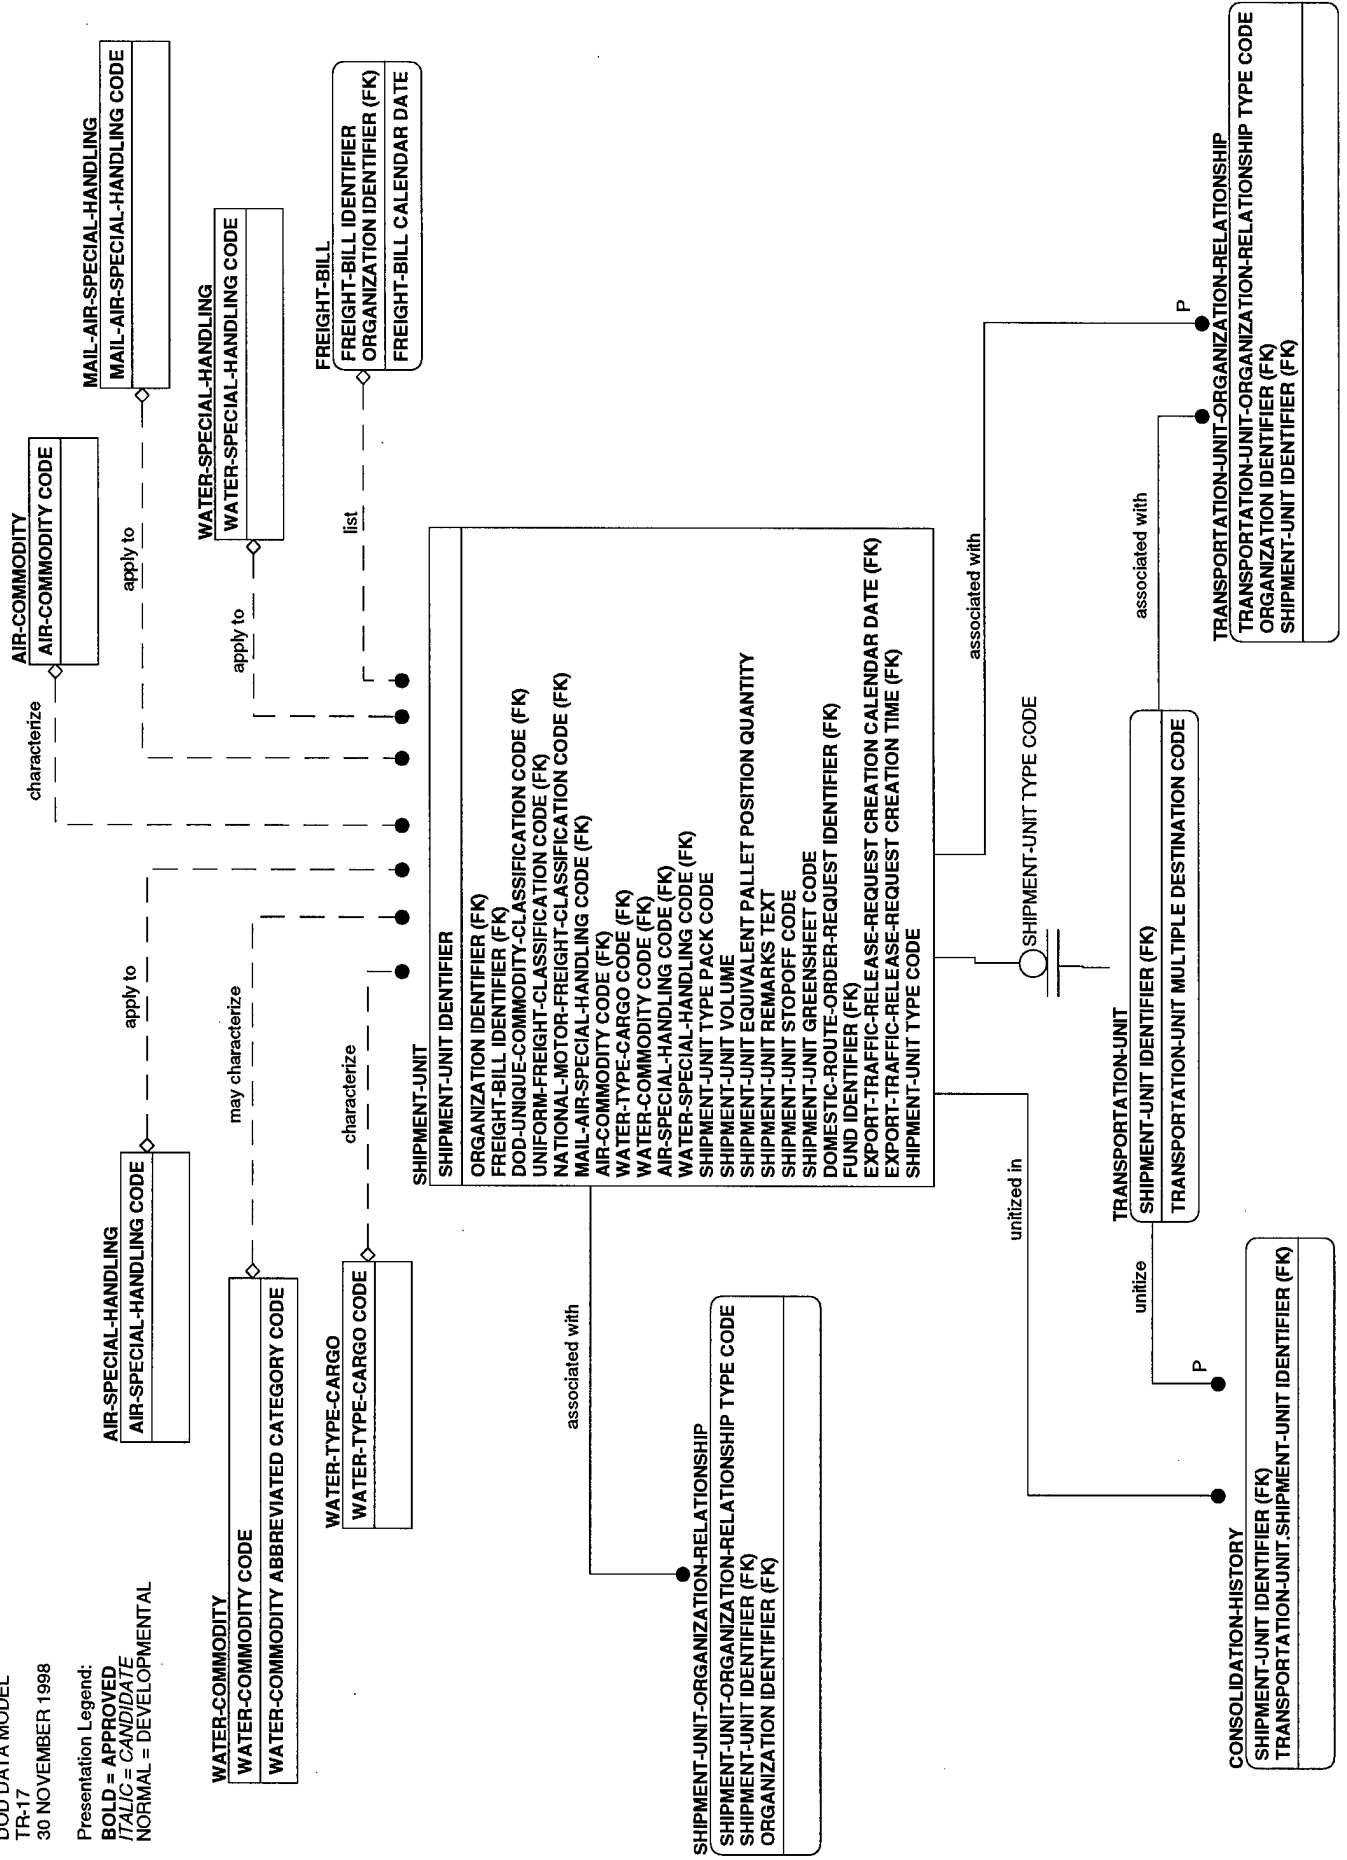 DOD DATA MODEL
TR-17
30 NOVEMBER 1998
Presentation Legend:
BOLD = APPROVED
ITALIC = CANDIDATE
NORMAL = DEVELOPMENTAL
AIR-COMMODITY
AIR-COMMODITY CODE
characterize
MAIL-AIR-SPECIAL-HANDLING
MAIL-AIR-SPECIAL-HANDLING CODE
apply to
AIR-SPECIAL-HANDLING
AIR-SPECIAL-HANDLING CODE
apply to
WATER-SPECIAL-HANDLING
WATER-SPECIAL-HANDLING CODE
apply to
WATER-COMMODITY
WATER-COMMODITY CODE
WATER-COMMODITY ABBREVIATED CATEGORY CODE
may characterize
FREIGHT-BILL
FREIGHT-BILL IDENTIFIER
ORGANIZATION IDENTIFIER (FK)
FREIGHT-BILL CALENDAR DATE
list
WATER-TYPE-CARGO
WATER-TYPE-CARGO CODE
characterize
SHIPMENT-UNIT
SHIPMENT-UNIT IDENTIFIER
ORGANIZATION IDENTIFIER (FK)
FREIGHT-BILL IDENTIFIER (FK)
DOD-UNIQUE-COMMODITY-CLASSIFICATION CODE (FK)
UNIFORM-FREIGHT-CLASSIFICATION CODE (FK)
NATIONAL-MOTOR-FREIGHT-CLASSIFICATION CODE (FK)
MAIL-AIR-SPECIAL-HANDLING CODE (FK)
AIR-COMMODITY CODE (FK)
WATER-TYPE-CARGO CODE (FK)
WATER-COMMODITY CODE (FK)
AIR-SPECIAL-HANDLING CODE (FK)
WATER-SPECIAL-HANDLING CODE (FK)
SHIPMENT-UNIT TYPE PACK CODE
SHIPMENT-UNIT VOLUME
SHIPMENT-UNIT EQUIVALENT PALLET POSITION QUANTITY
SHIPMENT-UNIT REMARKS TEXT
SHIPMENT-UNIT STOPOFF CODE
SHIPMENT-UNIT GREENSHEET CODE
DOMESTIC-ROUTE-ORDER-REQUEST IDENTIFIER (FK)
FUND IDENTIFIER (FK)
EXPORT-TRAFFIC-RELEASE-REQUEST CREATION CALENDAR DATE (FK)
EXPORT-TRAFFIC-RELEASE-REQUEST CREATION TIME (FK)
SHIPMENT-UNIT TYPE CODE
associated with
SHIPMENT-UNIT-ORGANIZATION-RELATIONSHIP
SHIPMENT-UNIT-ORGANIZATION-RELATIONSHIP TYPE CODE
SHIPMENT-UNIT IDENTIFIER (FK)
ORGANIZATION IDENTIFIER (FK)
unitized in
SHIPMENT-UNIT TYPE CODE
associated with
TRANSPORTATION-UNIT
SHIPMENT-UNIT IDENTIFIER (FK)
TRANSPORTATION-UNIT MULTIPLE DESTINATION CODE
unitize
P
associated with
P
CONSOLIDATION-HISTORY
SHIPMENT-UNIT IDENTIFIER (FK)
TRANSPORTATION-UNIT.SHIPMENT-UNIT IDENTIFIER (FK)
TRANSPORTATION-UNIT-ORGANIZATION-RELATIONSHIP
TRANSPORTATION-UNIT-ORGANIZATION-RELATIONSHIP TYPE CODE
ORGANIZATION IDENTIFIER (FK)
SHIPMENT-UNIT IDENTIFIER (FK)